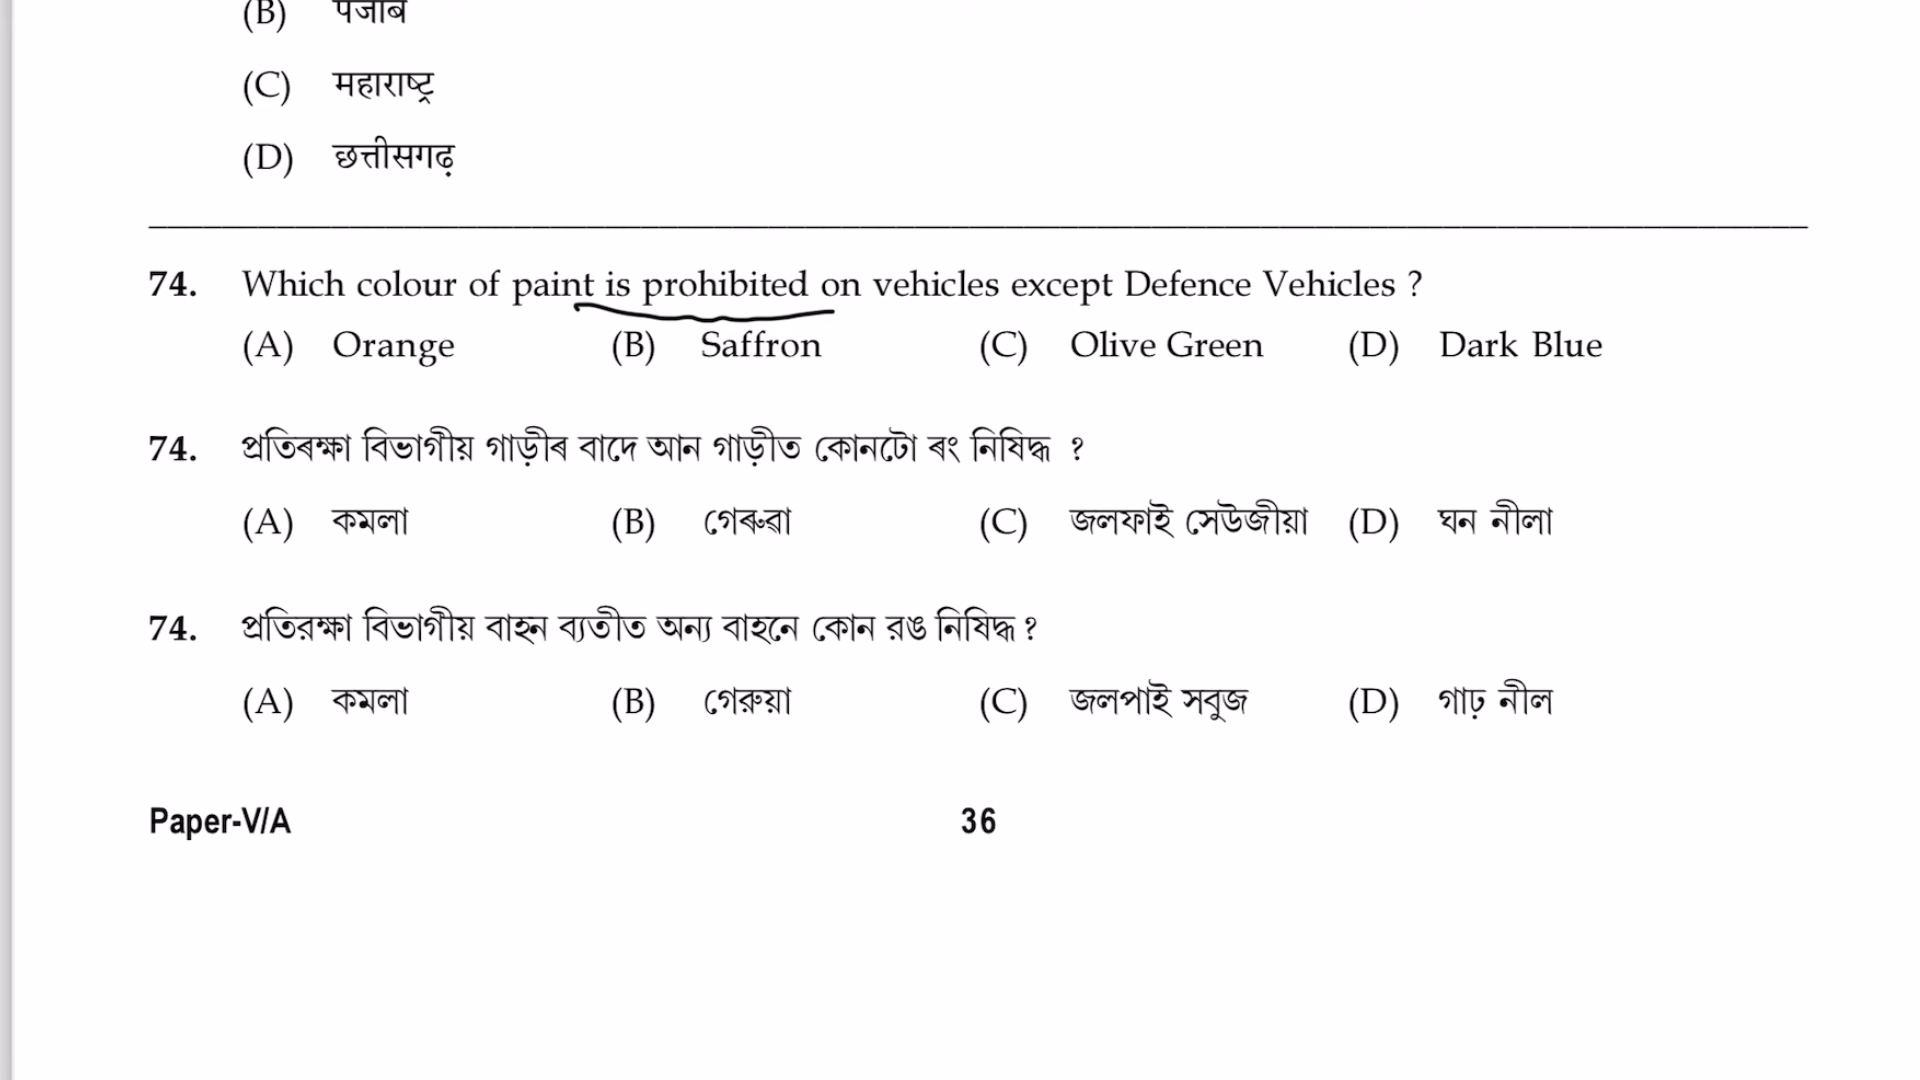 (B) पंजाब
(C) महाराष्ट्र
(D) छत्तीसगढ़
74. Which colour of paint is prohibited on vehicles except Defence Vehicles ?
(A) Orange (B) Saffron (C) Olive Green (D) Dark Blue
74. প্ৰতিৰক্ষা বিভাগীয় গাড়ীৰ বাদে আন গাড়ীত কোনটো ৰং নিষিদ্ধ ?
(A) কমলা (B) গেৰুৱা (C) জলফাই সেউজীয়া (D) ঘন নীলা
74. প্রতিরক্ষা বিভাগীয় বাহন ব্যতীত অন্য বাহনে কোন রঙ নিষিদ্ধ ?
(A) কমলা (B) গেরুয়া (C) জলপাই সবুজ (D) গাঢ় নীল
Paper-V/A 36